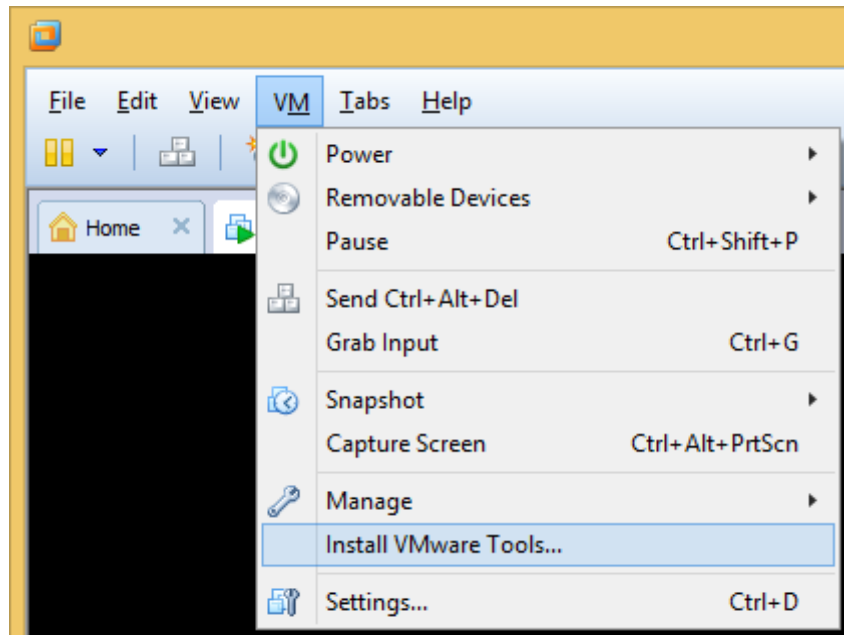 File Edit View VM Tabs Help
Home
Power
Removable Devices
Pause Ctrl+Shift+P
Send Ctrl+Alt+Del
Grab Input Ctrl+G
Snapshot
Capture Screen Ctrl+Alt+PrtScn
Manage
Install VMware Tools...
Settings... Ctrl+D